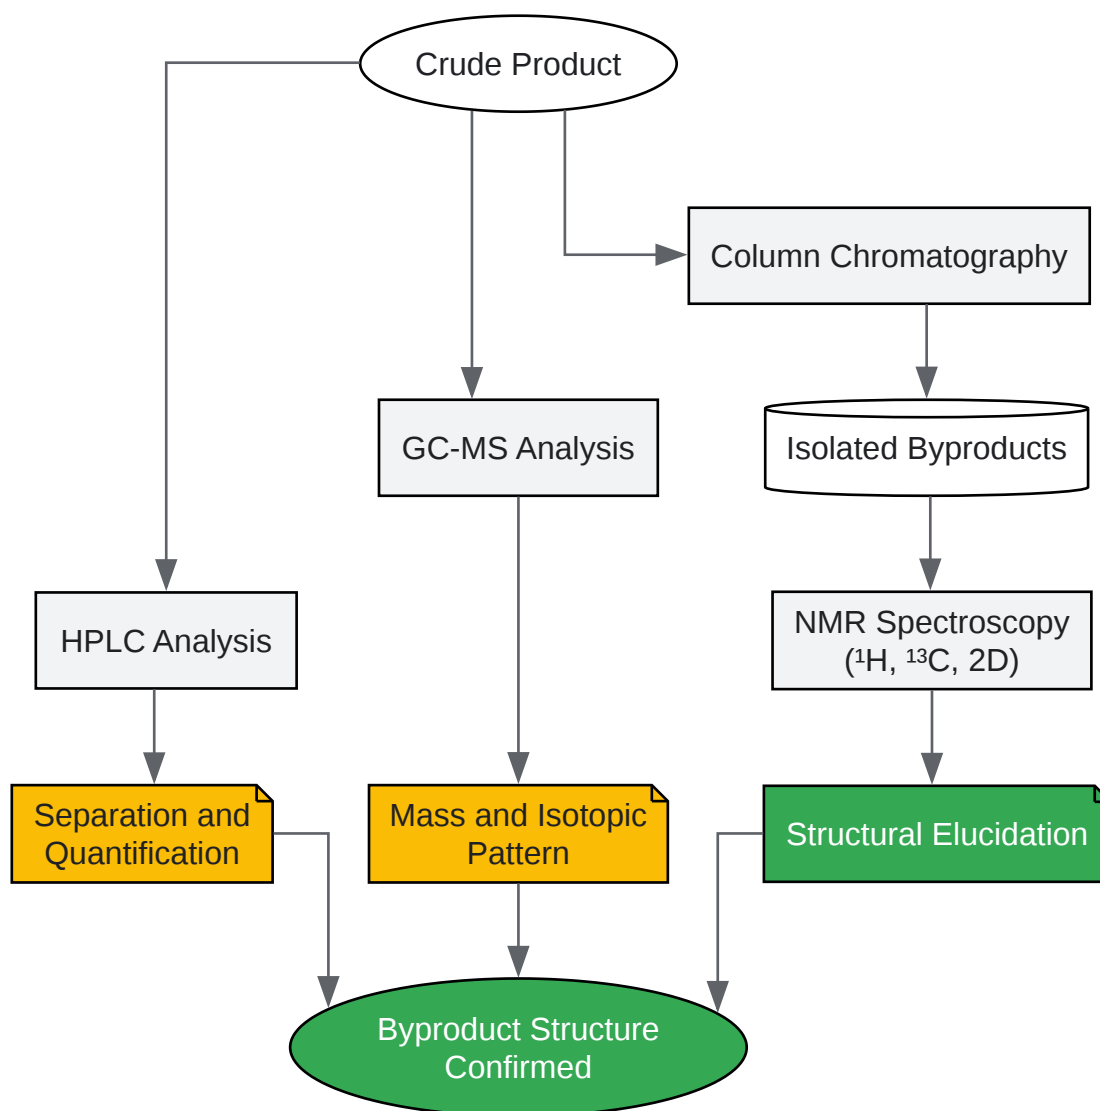 Crude Product
Column Chromatography
GC-MS Analysis
Isolated Byproducts
HPLC Analysis
NMR Spectroscopy
(¹H, ¹³C, 2D)
Separation and
Quantification
Mass and Isotopic
Pattern
Structural Elucidation
Byproduct Structure
Confirmed